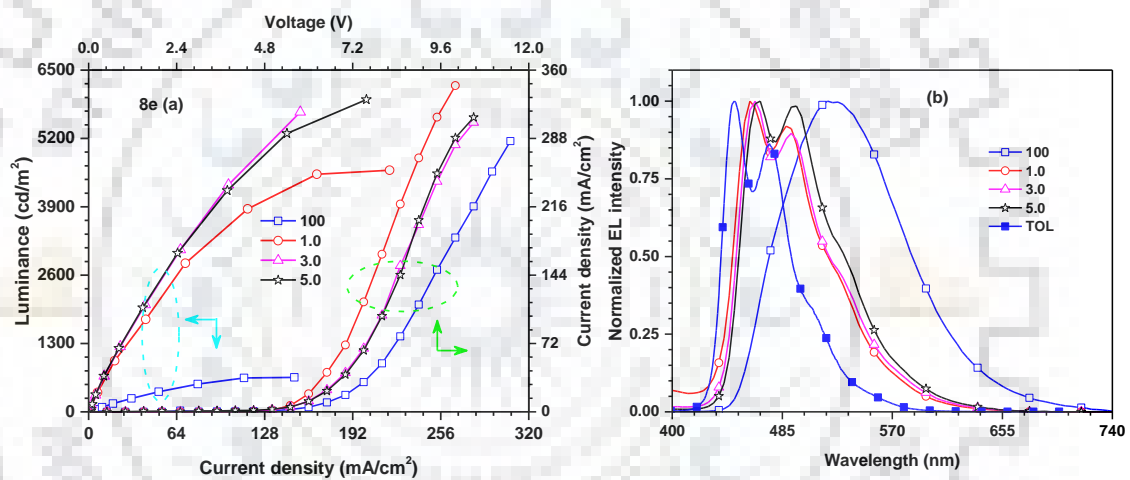 Voltage (V)
0.0 2.4 4.8 7.2 9.6 12.0
6500
5200
3900
2600
1300
0
Luminance (cd/m²)
8e (a)
100
1.0
3.0
5.0
360
288
216
144
72
0
Current density (mA/cm²)
0 64 128 192 256 320
Current density (mA/cm²)
Normalized EL intensity
1.00
0.75
0.50
0.25
0.00
(b)
100
1.0
3.0
5.0
TOL
400 485 570 655 740
Wavelength (nm)